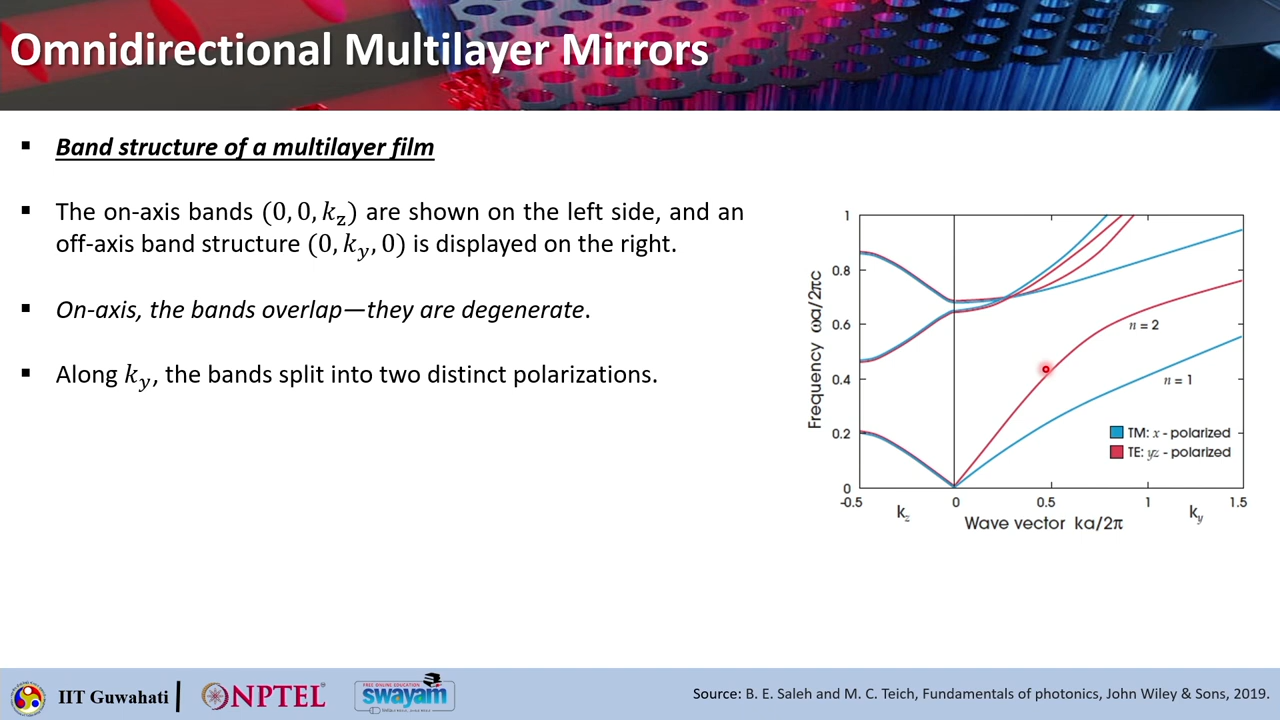 Omnidirectional Multilayer Mirrors
▪ Band structure of a multilayer film
▪ The on-axis bands (0, 0, k_z) are shown on the left side, and an
off-axis band structure (0, k_y, 0) is displayed on the right.
▪ On-axis, the bands overlap—they are degenerate.
▪ Along k_y, the bands split into two distinct polarizations.
Frequency ωa/2πc
1
0.8
0.6
0.4
0.2
0
n = 2
n = 1
TM: x - polarized
TE: yz - polarized
-0.5 0 0.5 1 1.5
k_z Wave vector ka/2π k_y
IIT Guwahati
NPTEL
FREE ONLINE EDUCATION
swayam
Source: B. E. Saleh and M. C. Teich, Fundamentals of photonics, John Wiley & Sons, 2019.